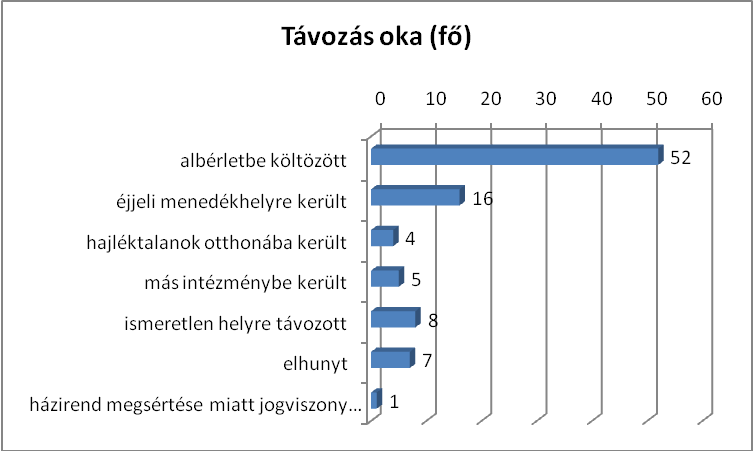 Távozás oka (fő)
0 10 20 30 40 50 60
albérletbe költözött 52
éjjeli menedékhelyre került 16
hajléktalanok otthonába került 4
más intézménybe került 5
ismeretlen helyre távozott 8
elhunyt 7
házirend megsértése miatt jogviszony... 1